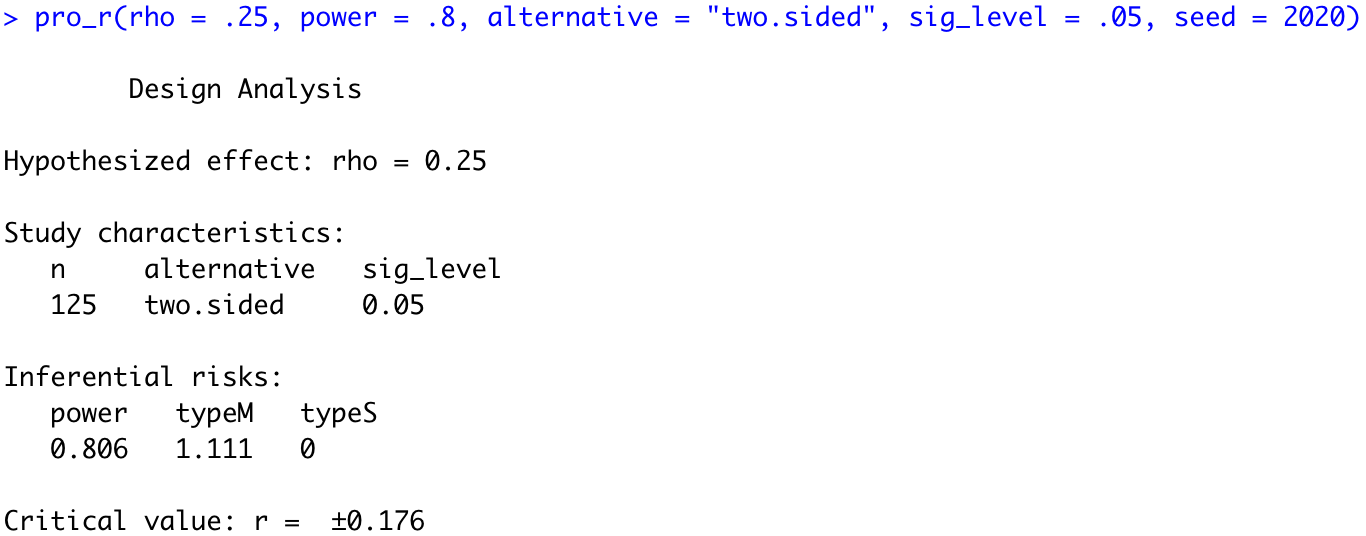 > pro_r(rho = .25, power = .8, alternative = "two.sided", sig_level = .05, seed = 2020)
Design Analysis
Hypothesized effect: rho = 0.25
Study characteristics:
n alternative sig_level
125 two.sided 0.05
Inferential risks:
power typeM typeS
0.806 1.111 0
Critical value: r = ±0.176